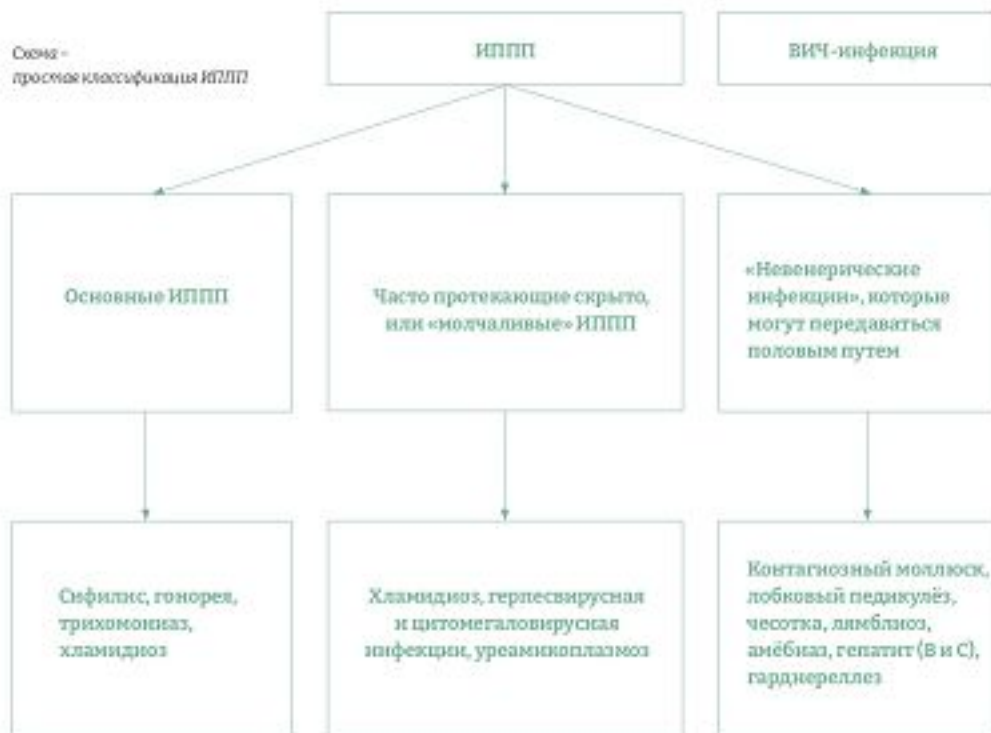 Схема –
простая классификация ИППП
ИППП
ВИЧ-инфекция
Основные ИППП
Часто протекающие скрыто,
или «молчаливые» ИППП
«Невенерические
инфекции», которые
могут передаваться
половым путем
Сифилис, гонорея,
трихомониаз,
хламидиоз
Хламидиоз, герпесвирусная
и цитомегаловирусная
инфекции, уреамикоплазмоз
Контагиозный моллюск,
лобковый педикулёз,
чесотка, лямблиоз,
амёбиаз, гепатит (В и С),
гарднереллез